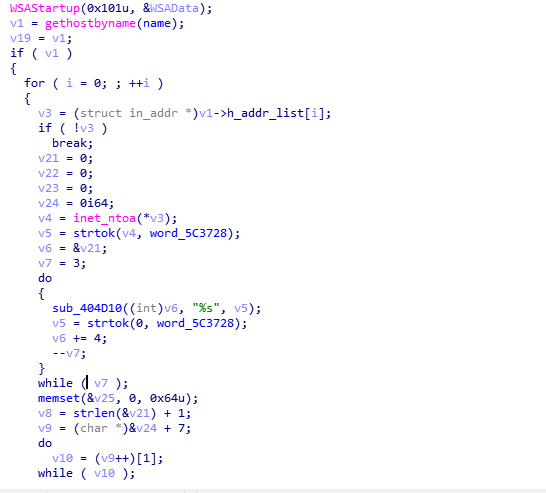 WSAStartup(0x101u, &WSAData);
v1 = gethostbyname(name);
v19 = v1;
if ( v1 )
{
for ( i = 0; ; ++i )
{
v3 = (struct in_addr *)v1->h_addr_list[i];
if ( !v3 )
break;
v21 = 0;
v22 = 0;
v23 = 0;
v24 = 0i64;
v4 = inet_ntoa(*v3);
v5 = strtok(v4, word_5C3728);
v6 = &v21;
v7 = 3;
do
{
sub_404D10((int)v6, "%s", v5);
v5 = strtok(0, word_5C3728);
v6 += 4;
--v7;
}
while ( v7 );
memset(&v25, 0, 0x64u);
v8 = strlen(&v21) + 1;
v9 = (char *)&v24 + 7;
do
v10 = (v9++)[1];
while ( v10 );